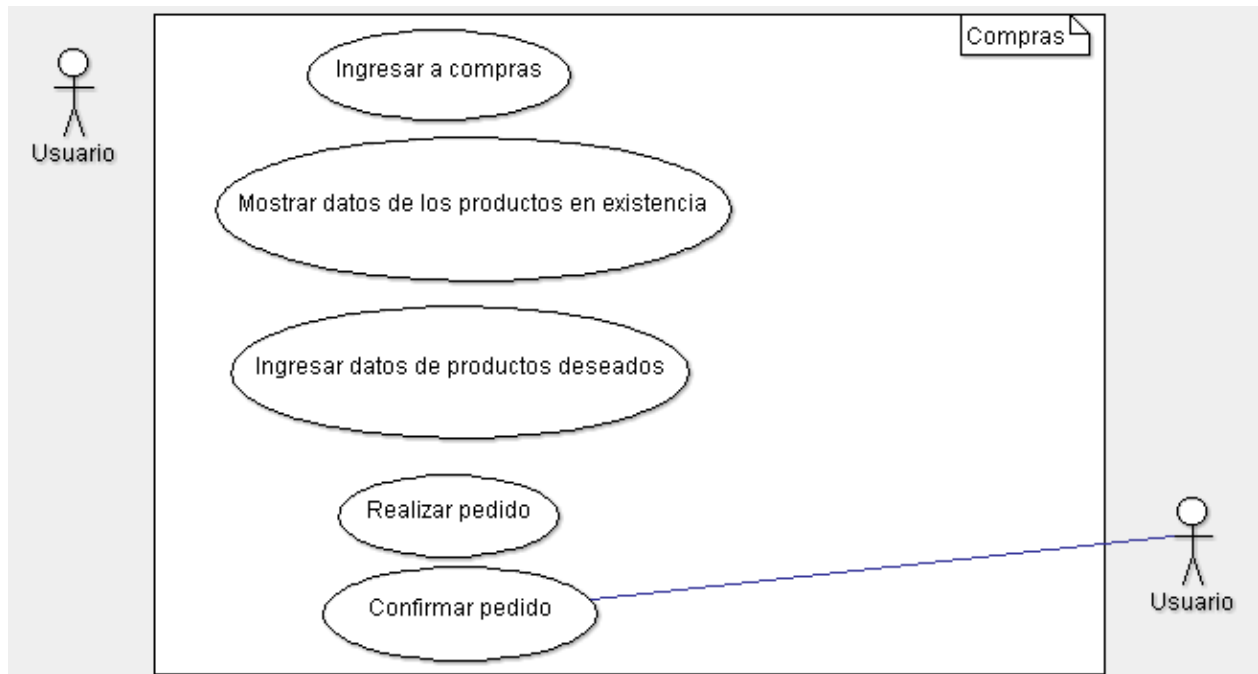 Compras
Ingresar a compras
Usuario
Mostrar datos de los productos en existencia
Ingresar datos de productos deseados
Realizar pedido
Confirmar pedido
Usuario